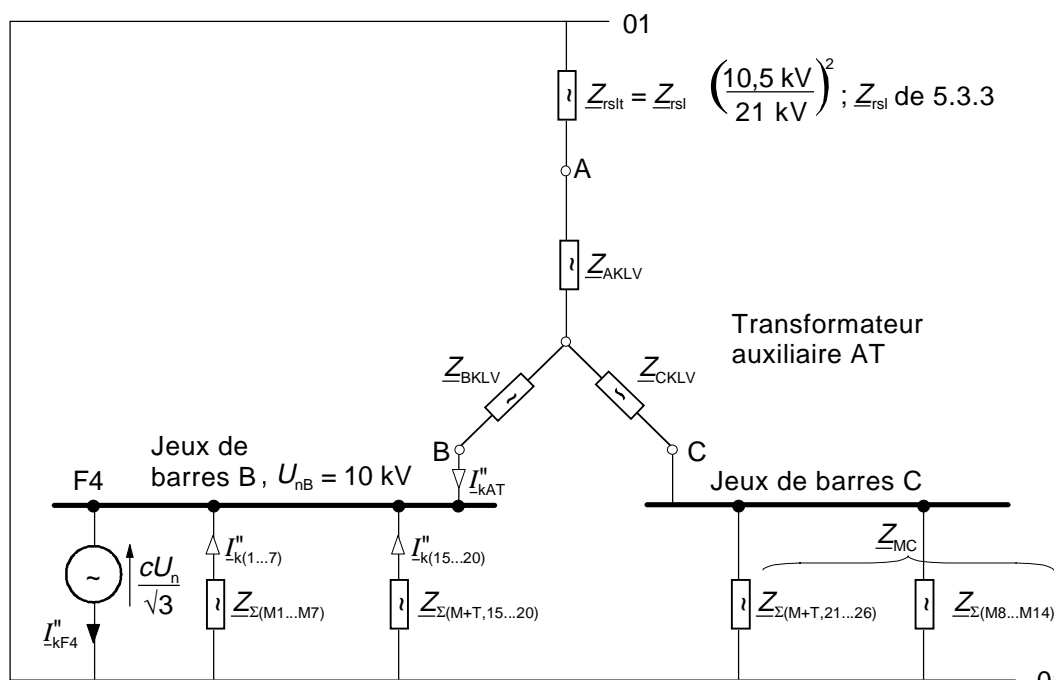 01
Z_rslt = Z_rsl (10,5 kV / 21 kV)² ; Z_rsl de 5.3.3
A
Z_AKLV
Transformateur
auxiliaire AT
Z_BKLV
Z_CKLV
B
C
Jeux de
barres B , U_nB = 10 kV
F4
I"_kAT
Jeux de barres C
I"_k(1...7)
I"_k(15...20)
Z_MC
~
cU_n / √3
I"_kF4
Z_Σ(M1...M7)
Z_Σ(M+T,15...20)
Z_Σ(M+T,21...26)
Z_Σ(M8...M14)
0